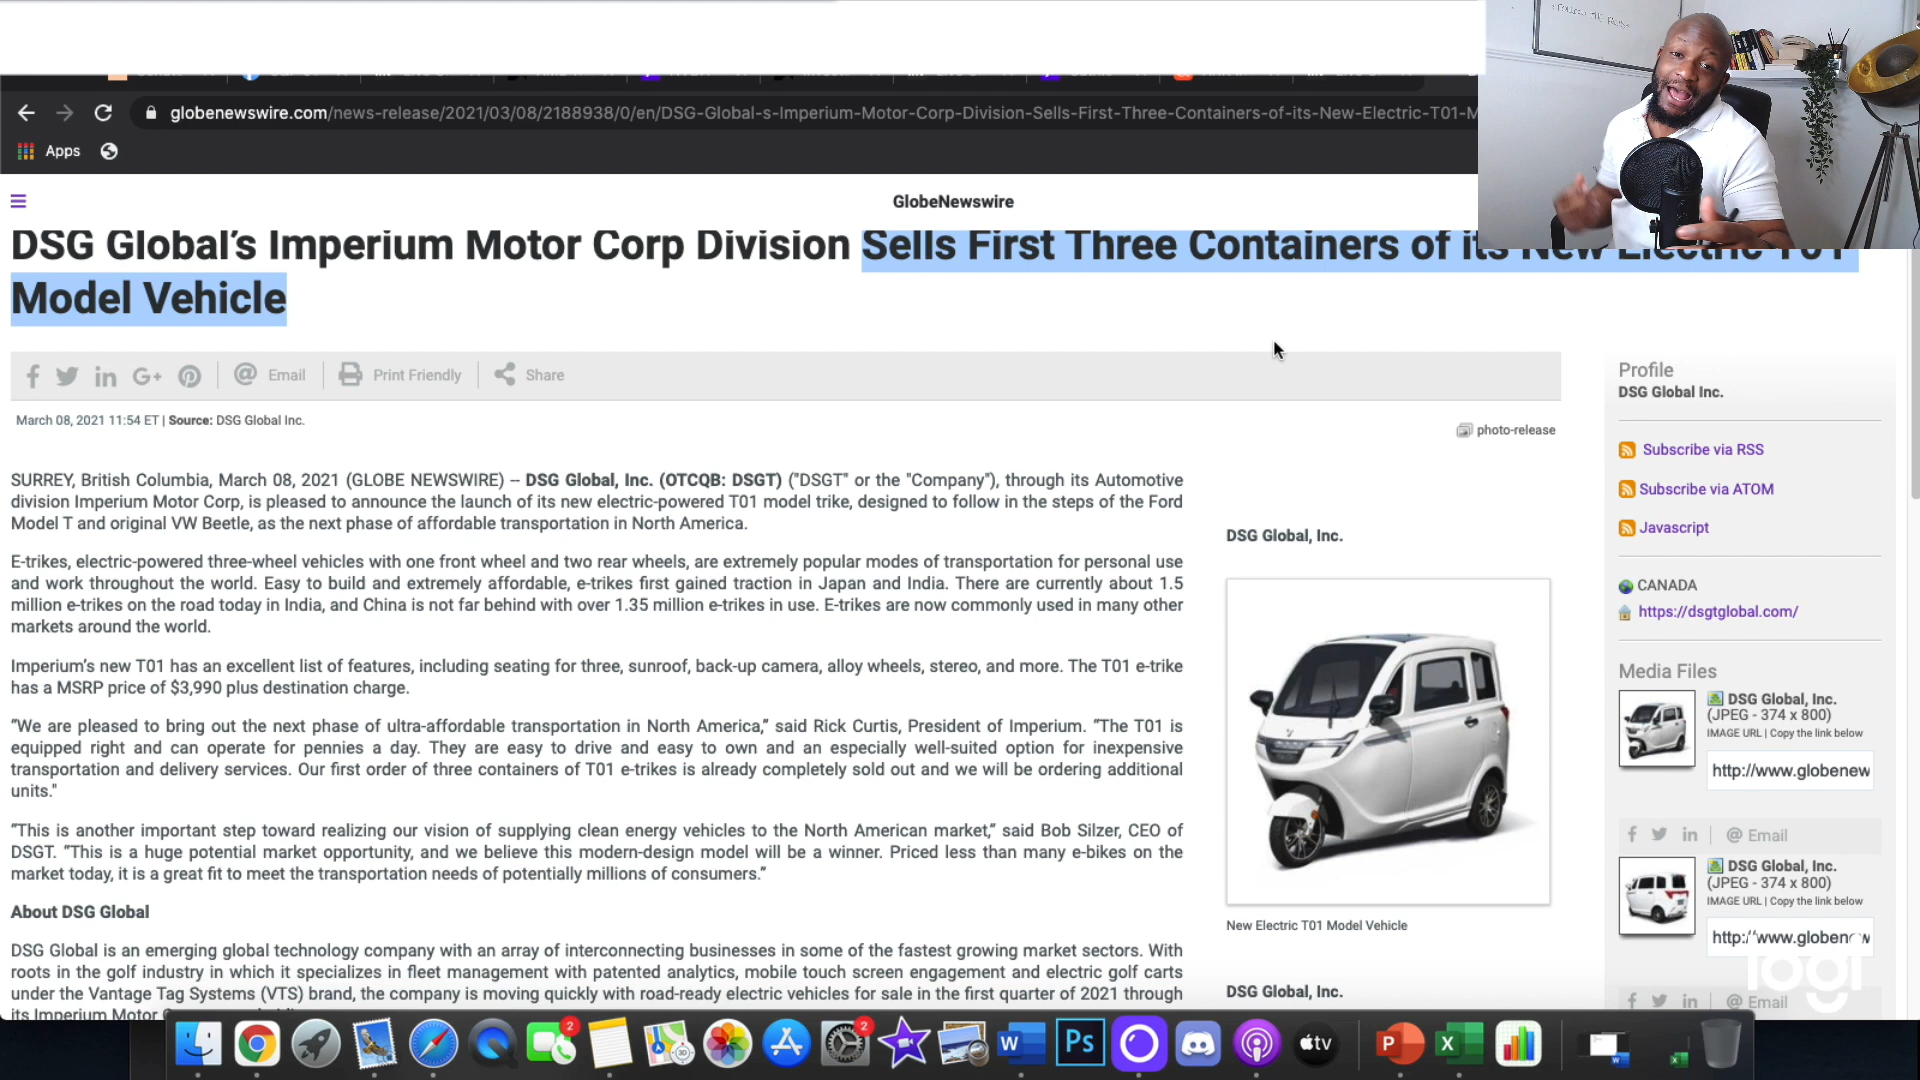 globenewswire.com/news-release/2021/03/08/2188938/0/en/DSG-Global-s-Imperium-Motor-Corp-Division-Sells-First-Three-Containers-of-its-New-Electric-T01-M
Apps
GlobeNewswire
DSG Global's Imperium Motor Corp Division Sells First Three Containers of its New Electric T01
Model Vehicle
Email
Print Friendly
Share
March 08, 2021 11:54 ET | Source: DSG Global Inc.
photo-release
SURREY, British Columbia, March 08, 2021 (GLOBE NEWSWIRE) -- DSG Global, Inc. (OTCQB: DSGT) ("DSGT" or the "Company"), through its Automotive
division Imperium Motor Corp, is pleased to announce the launch of its new electric-powered T01 model trike, designed to follow in the steps of the Ford
Model T and original VW Beetle, as the next phase of affordable transportation in North America.
E-trikes, electric-powered three-wheel vehicles with one front wheel and two rear wheels, are extremely popular modes of transportation for personal use
and work throughout the world. Easy to build and extremely affordable, e-trikes first gained traction in Japan and India. There are currently about 1.5
million e-trikes on the road today in India, and China is not far behind with over 1.35 million e-trikes in use. E-trikes are now commonly used in many other
markets around the world.
Imperium's new T01 has an excellent list of features, including seating for three, sunroof, back-up camera, alloy wheels, stereo, and more. The T01 e-trike
has a MSRP price of $3,990 plus destination charge.
"We are pleased to bring out the next phase of ultra-affordable transportation in North America," said Rick Curtis, President of Imperium. "The T01 is
equipped right and can operate for pennies a day. They are easy to drive and easy to own and an especially well-suited option for inexpensive
transportation and delivery services. Our first order of three containers of T01 e-trikes is already completely sold out and we will be ordering additional
units."
"This is another important step toward realizing our vision of supplying clean energy vehicles to the North American market," said Bob Silzer, CEO of
DSGT. "This is a huge potential market opportunity, and we believe this modern-design model will be a winner. Priced less than many e-bikes on the
market today, it is a great fit to meet the transportation needs of potentially millions of consumers."
About DSG Global
DSG Global is an emerging global technology company with an array of interconnecting businesses in some of the fastest growing market sectors. With
roots in the golf industry in which it specializes in fleet management with patented analytics, mobile touch screen engagement and electric golf carts
under the Vantage Tag Systems (VTS) brand, the company is moving quickly with road-ready electric vehicles for sale in the first quarter of 2021 through
its Imperium Motor
DSG Global, Inc.
New Electric T01 Model Vehicle
DSG Global, Inc.
Profile
DSG Global Inc.
Subscribe via RSS
Subscribe via ATOM
Javascript
CANADA
https://dsgtglobal.com/
Media Files
DSG Global, Inc.
(JPEG - 374 x 800)
IMAGE URL | Copy the link below
http://www.globenew
Email
DSG Global, Inc.
(JPEG - 374 x 800)
IMAGE URL | Copy the link below
http://www.globenew
logi
Email
2
2
W
Ps
tv
P
X